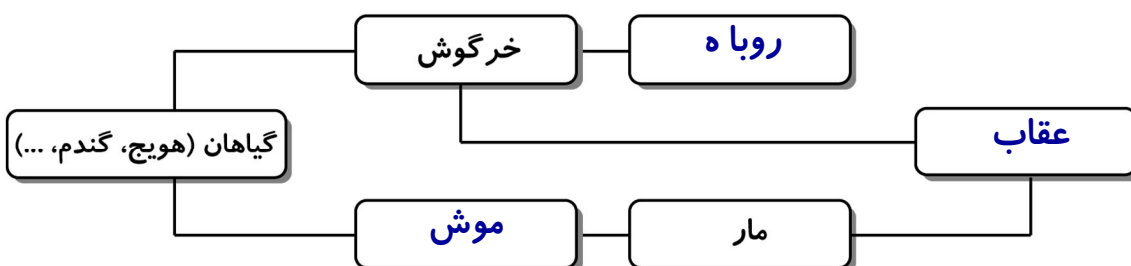 خرگوش
روبا ه
گیاهان (هویج، گندم، ...)
عقاب
موش
مار